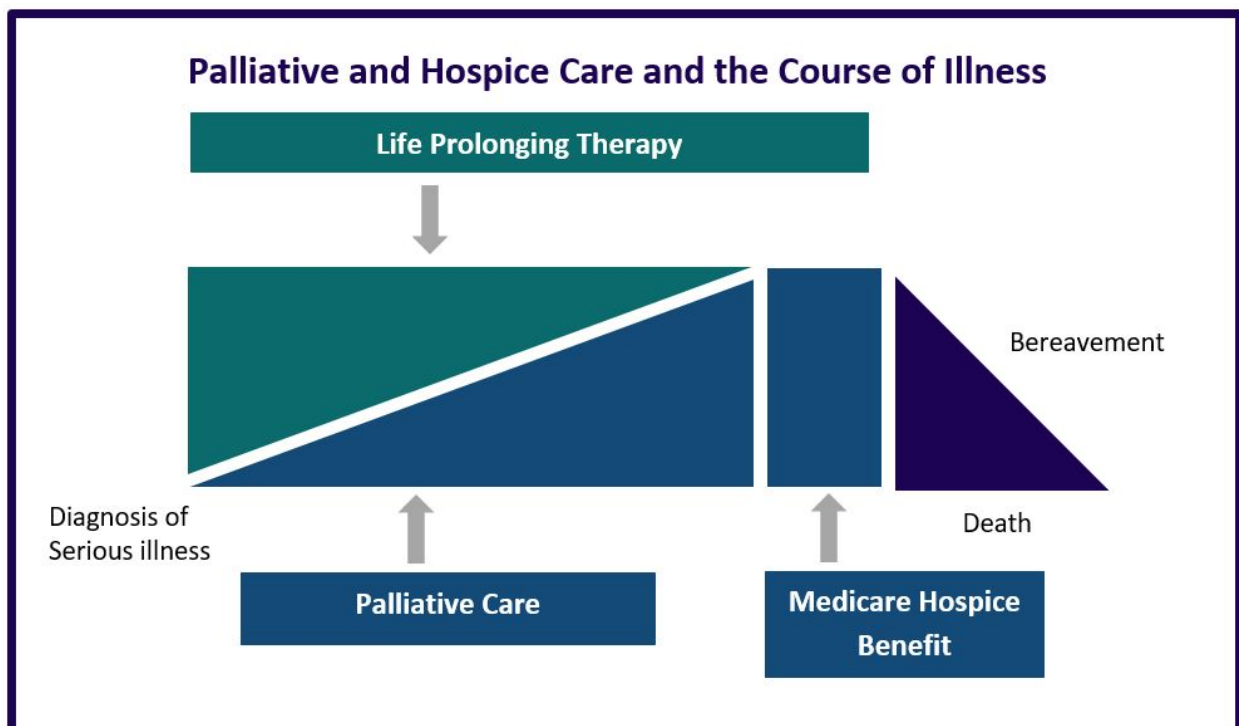 Palliative and Hospice Care and the Course of Illness
Life Prolonging Therapy
Bereavement
Diagnosis of
Serious illness
Death
Palliative Care
Medicare Hospice
Benefit